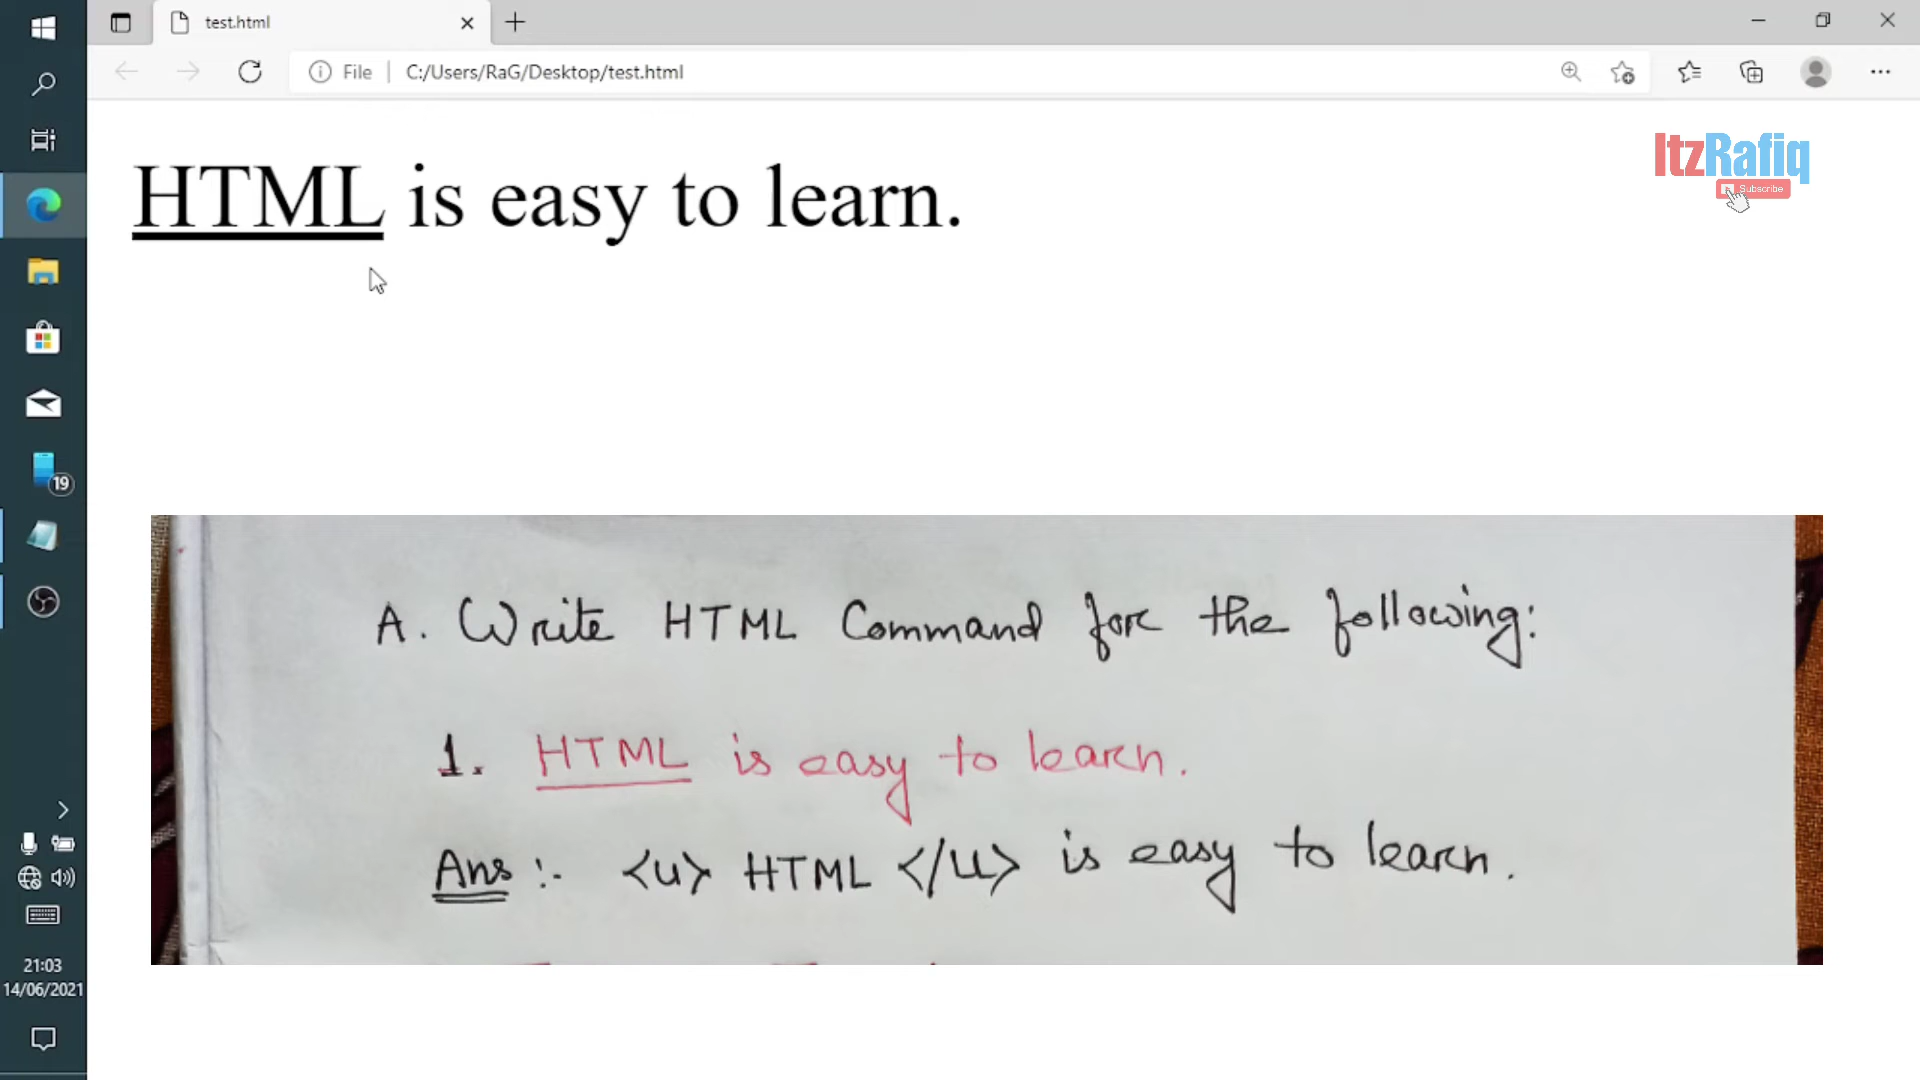 test.html
File
C:/Users/RaG/Desktop/test.html
HTML is easy to learn.
ItzRafiq
Subscribe
19
A. Write HTML Command for the following:
1. HTML is easy to learn.
Ans :- <u> HTML </u> is easy to learn.
21:03
14/06/2021